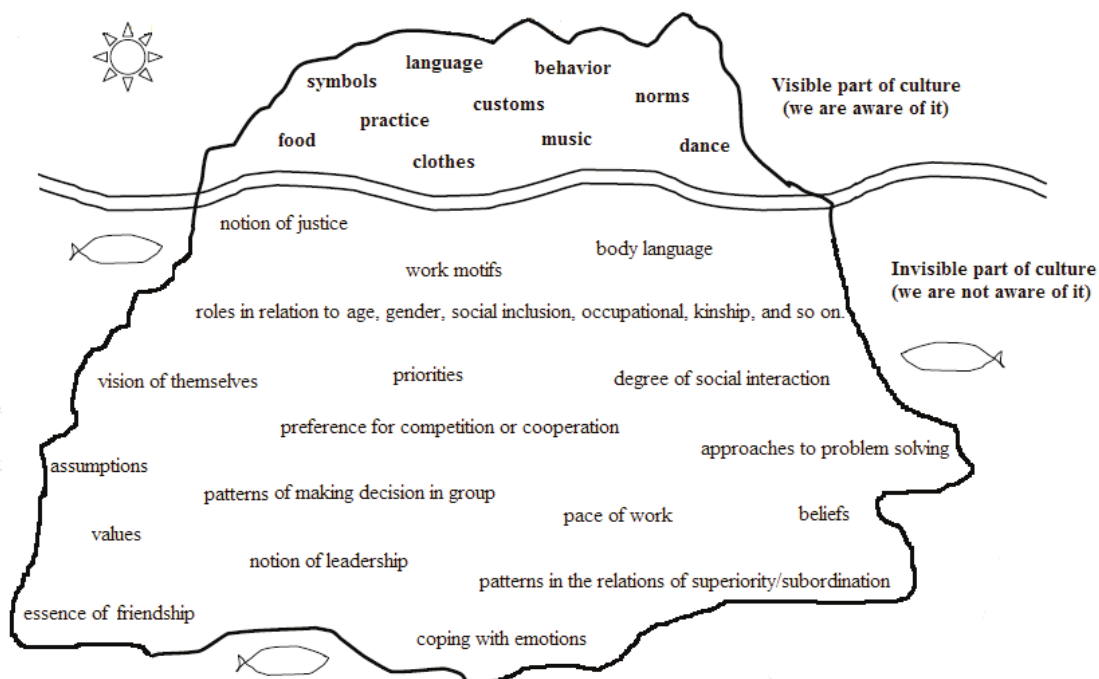 language
behavior
symbols
norms
customs
practice
music
food
dance
clothes
Visible part of culture
(we are aware of it)
notion of justice
body language
work motifs
Invisible part of culture
(we are not aware of it)
roles in relation to age, gender, social inclusion, occupational, kinship, and so on.
vision of themselves
priorities
degree of social interaction
preference for competition or cooperation
approaches to problem solving
assumptions
patterns of making decision in group
pace of work
beliefs
values
notion of leadership
patterns in the relations of superiority/subordination
essence of friendship
coping with emotions